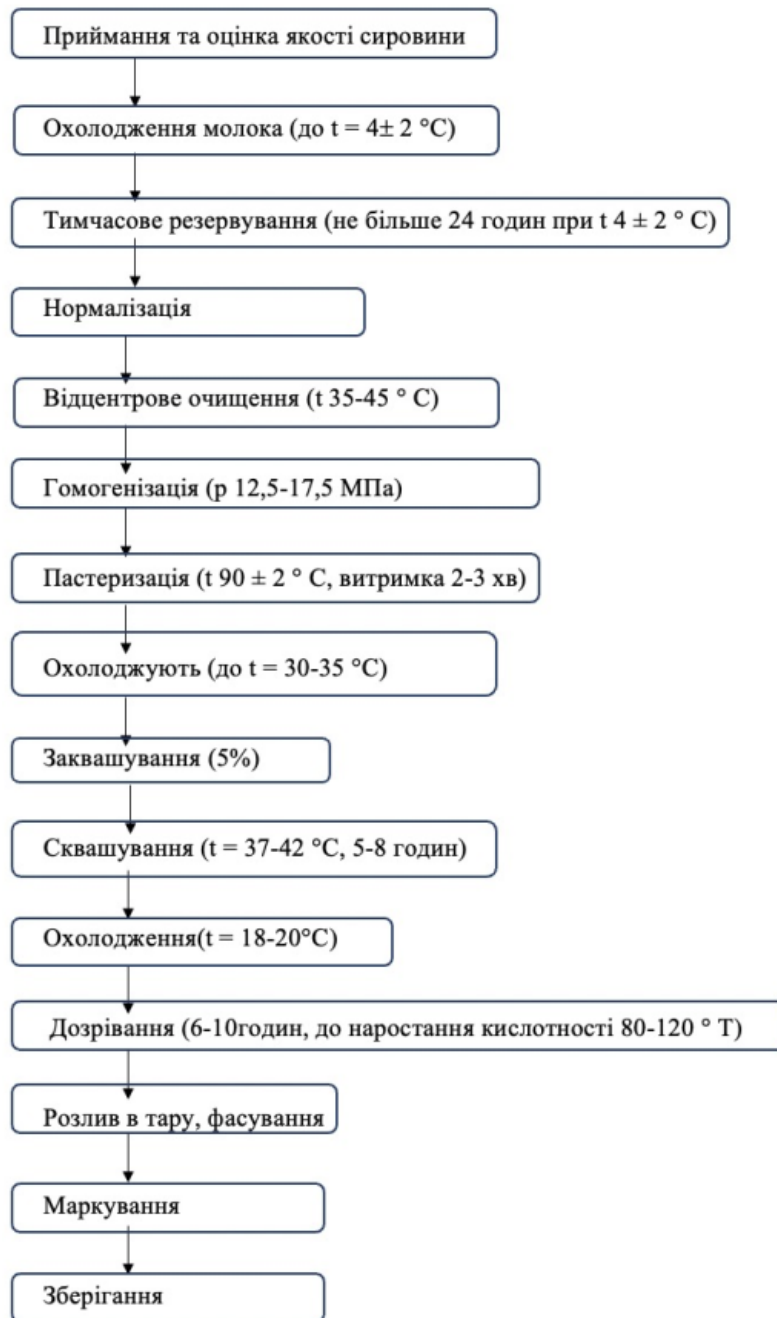 Приймання та оцінка якості сировини
Охолодження молока (до t = 4± 2 °C)
Тимчасове резервування (не більше 24 годин при t 4 ± 2 ° C)
Нормалізація
Відцентрове очищення (t 35-45 ° C)
Гомогенізація (p 12,5-17,5 МПа)
Пастеризація (t 90 ± 2 ° C, витримка 2-3 хв)
Охолоджують (до t = 30-35 °C)
Заквашування (5%)
Сквашування (t = 37-42 °C, 5-8 годин)
Охолодження(t = 18-20°C)
Дозрівання (6-10годин, до наростання кислотності 80-120 ° Т)
Розлив в тару, фасування
Маркування
Зберігання